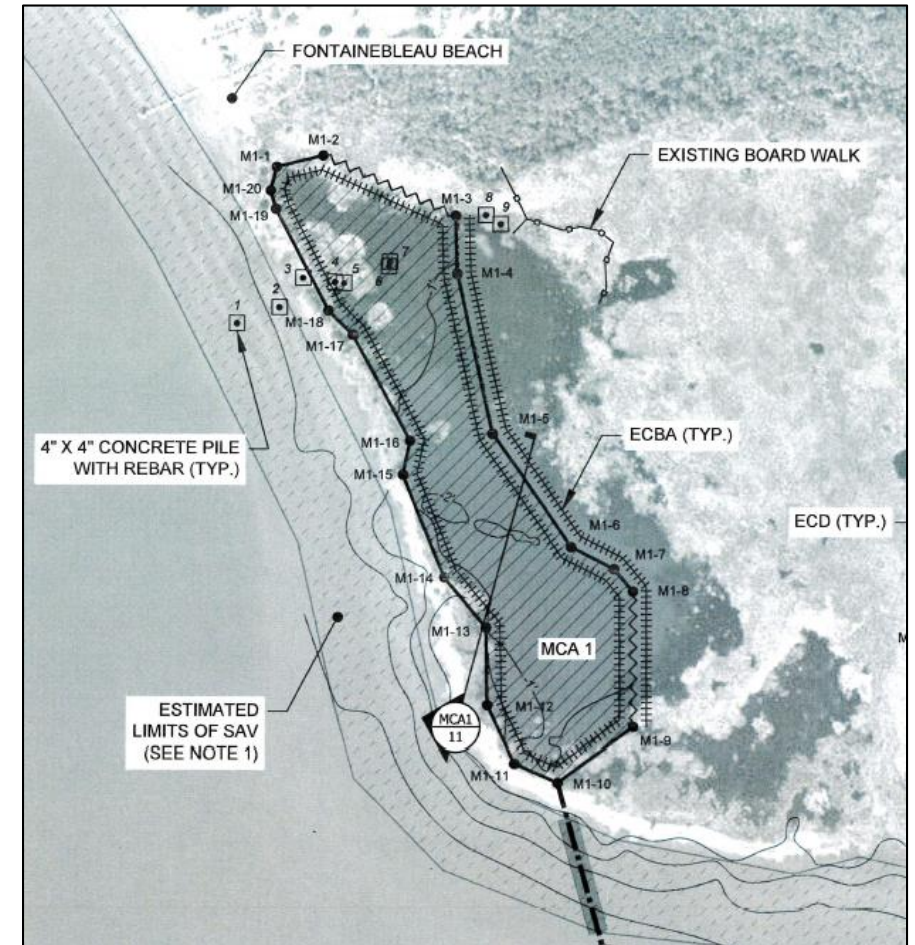 FONTAINEBLEAU BEACH
M1-2
M1-1
EXISTING BOARD WALK
M1-20
M1-3
8
9
M1-19
M1-4
7
3
4
5
6
2
1
M1-18
M1-17
M1-5
4" X 4" CONCRETE PILE
WITH REBAR (TYP.)
M1-16
ECBA (TYP.)
M1-15
-2-
ECD (TYP.)
M1-6
M1-7
M1-14
M1-8
M1-13
MCA 1
M
ESTIMATED
LIMITS OF SAV
(SEE NOTE 1)
M1-12
MCA1
11
M1-9
M1-11
M1-10